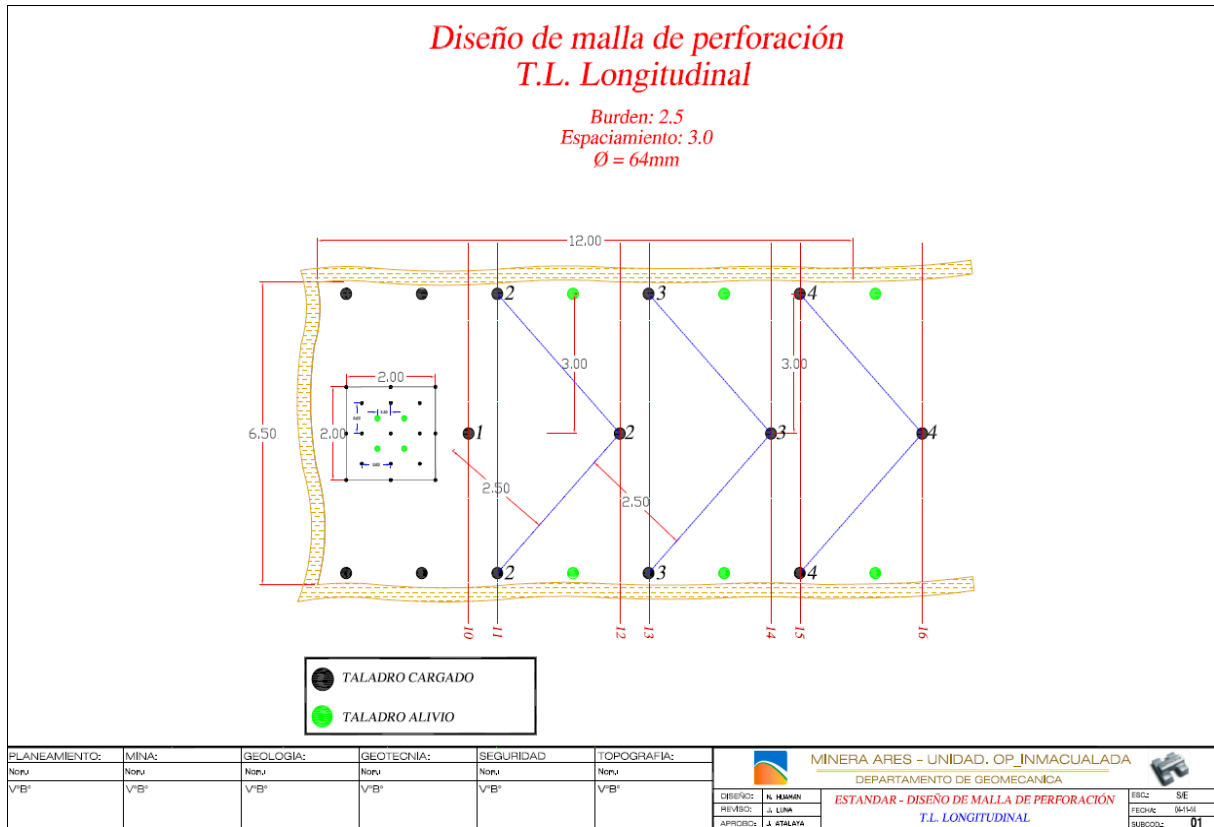 Diseño de malla de perforación
T.L. Longitudinal
Burden: 2.5
Espaciamiento: 3.0
Ø = 64mm
12.00
2 3 4
3.00 3.00
2.00
6.50 2.00 1 2 3 4
2.50 2.50
2 3 4
10 11 12 13 14 15 16
TALADRO CARGADO
TALADRO ALIVIO
PLANEAMIENTO: MINA: GEOLOGIA: GEOTECNIA: SEGURIDAD TOPOGRAFIA:
V°B° V°B° V°B° V°B° V°B° V°B°
MINERA ARES - UNIDAD. OP_INMACUALADA
DEPARTAMENTO DE GEOMECANICA
DISEÑO: N. HUAMAN
REVISO: J. LUNA
APROBO: J. ATALAYA
ESTANDAR - DISEÑO DE MALLA DE PERFORACIÓN
T.L. LONGITUDINAL
ESC.: S/E
FECHA:
SUBCOD.: 01